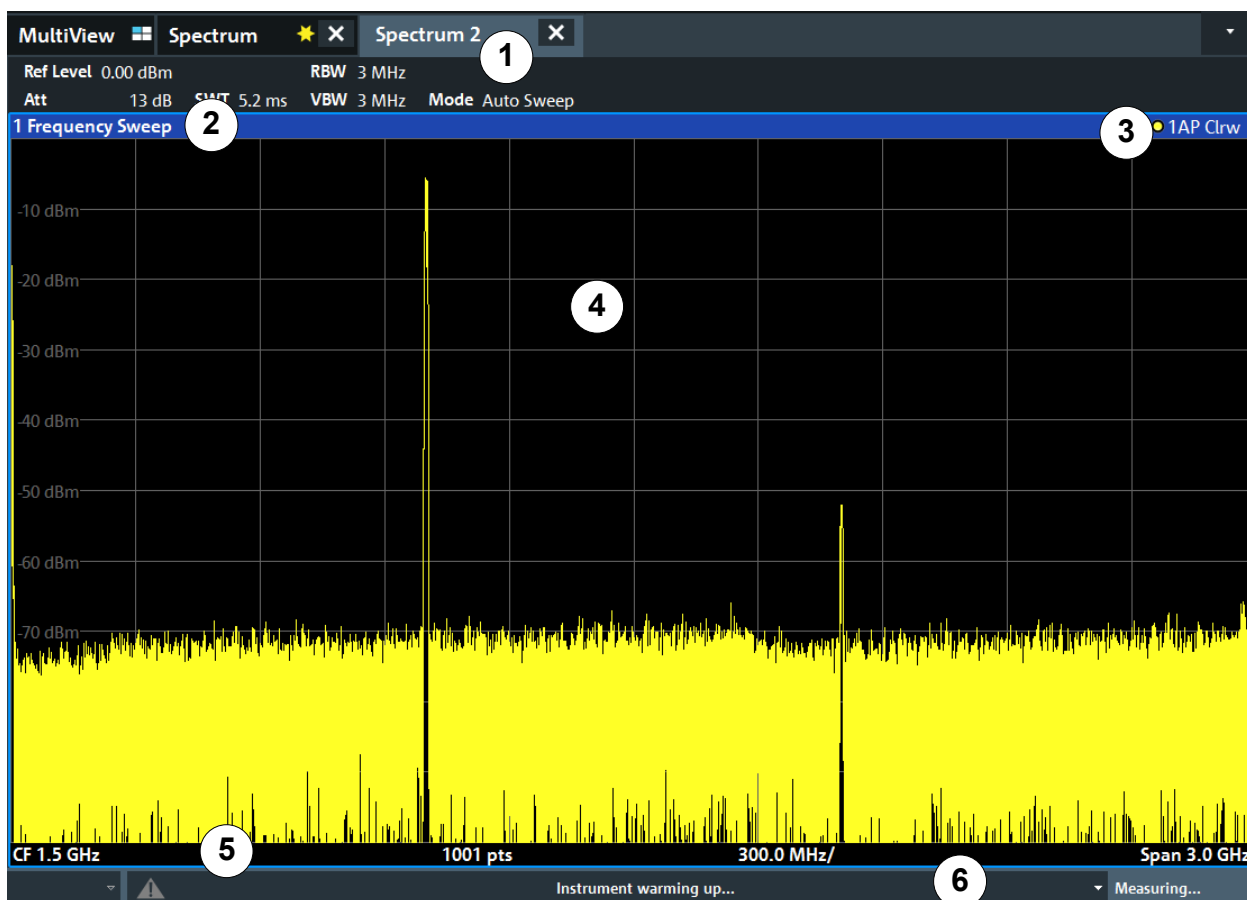 MultiView Spectrum Spectrum 2
1
Ref Level 0.00 dBm RBW 3 MHz
Att 13 dB SWT 5.2 ms VBW 3 MHz Mode Auto Sweep
1 Frequency Sweep 2 3 1AP Clrw
-10 dBm
-20 dBm
4
-30 dBm
-40 dBm
-50 dBm
-60 dBm
-70 dBm
CF 1.5 GHz 5 1001 pts 300.0 MHz/ Span 3.0 GHz
Instrument warming up... 6 Measuring...